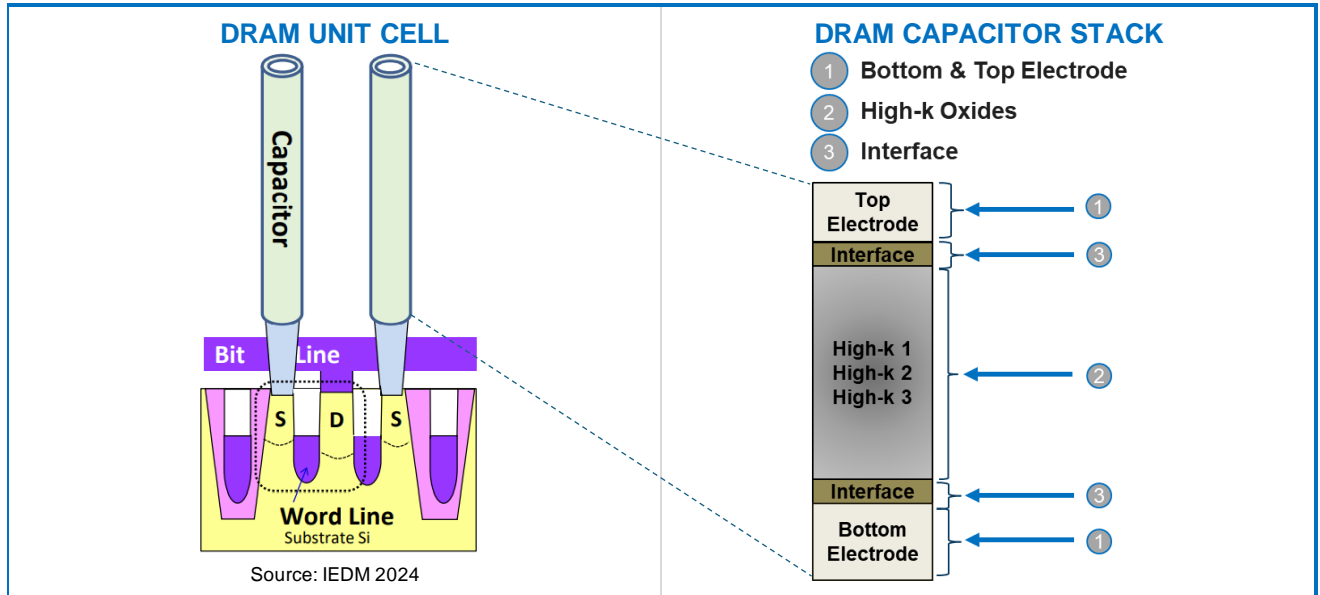 DRAM UNIT CELL
Capacitor
Bit Line
S D S
Word Line
Substrate Si
Source: IEDM 2024
DRAM CAPACITOR STACK
1 Bottom & Top Electrode
2 High-k Oxides
3 Interface
Top
Electrode
1
Interface
3
High-k 1
High-k 2
High-k 3
2
Interface
3
Bottom
Electrode
1